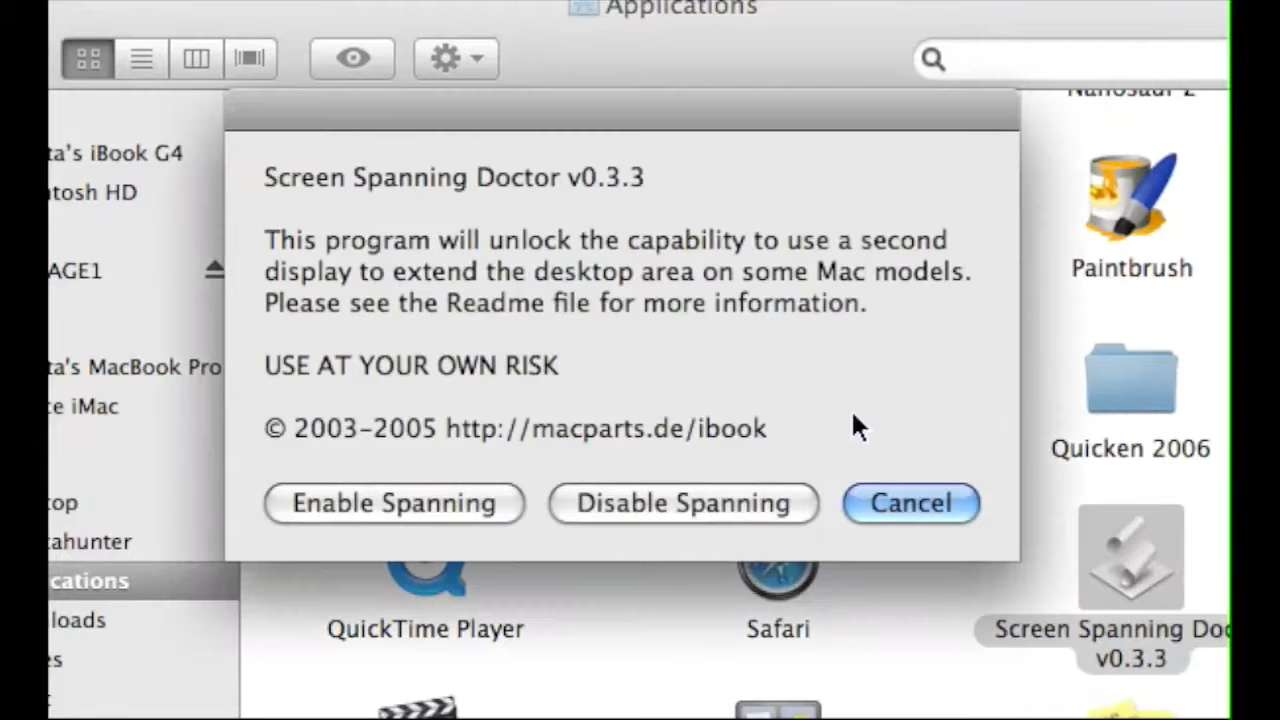 Applications
Nanosaur 2
ta's iBook G4
tosh HD
AGE1
ta's MacBook Pro
e iMac
top
cahunter
cations
loads
es
Screen Spanning Doctor v0.3.3
This program will unlock the capability to use a second
display to extend the desktop area on some Mac models.
Please see the Readme file for more information.
USE AT YOUR OWN RISK
© 2003-2005 http://macparts.de/ibook
Enable Spanning
Disable Spanning
Cancel
Paintbrush
Quicken 2006
QuickTime Player
Safari
Screen Spanning Doc
v0.3.3